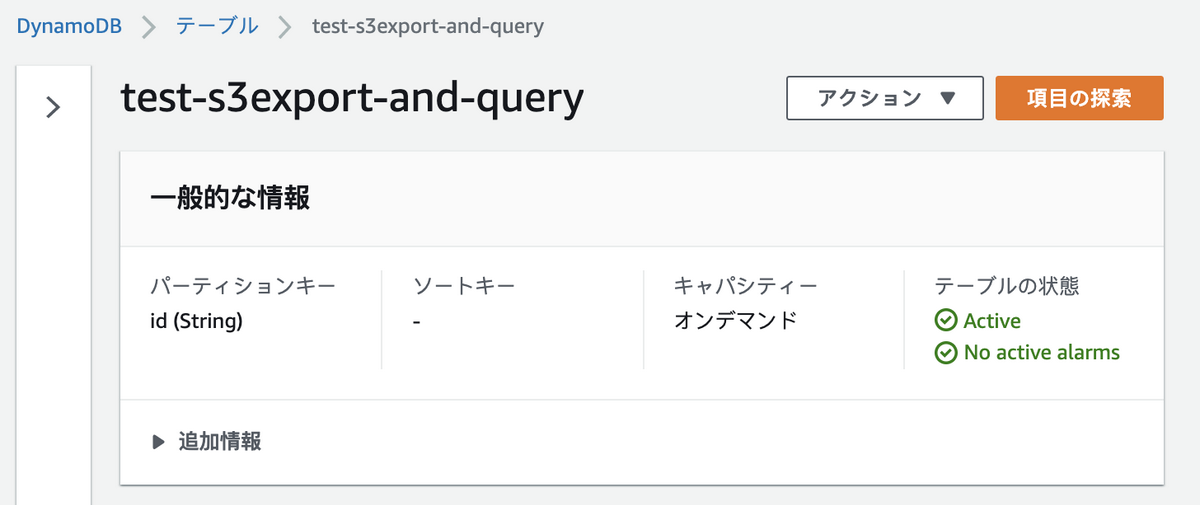 DynamoDB > テーブル > test-s3export-and-query
test-s3export-and-query
アクション ▼
項目の探索
一般的な情報
パーティションキー
id (String)
ソートキー
-
キャパシティー
オンデマンド
テーブルの状態
Active
No active alarms
追加情報